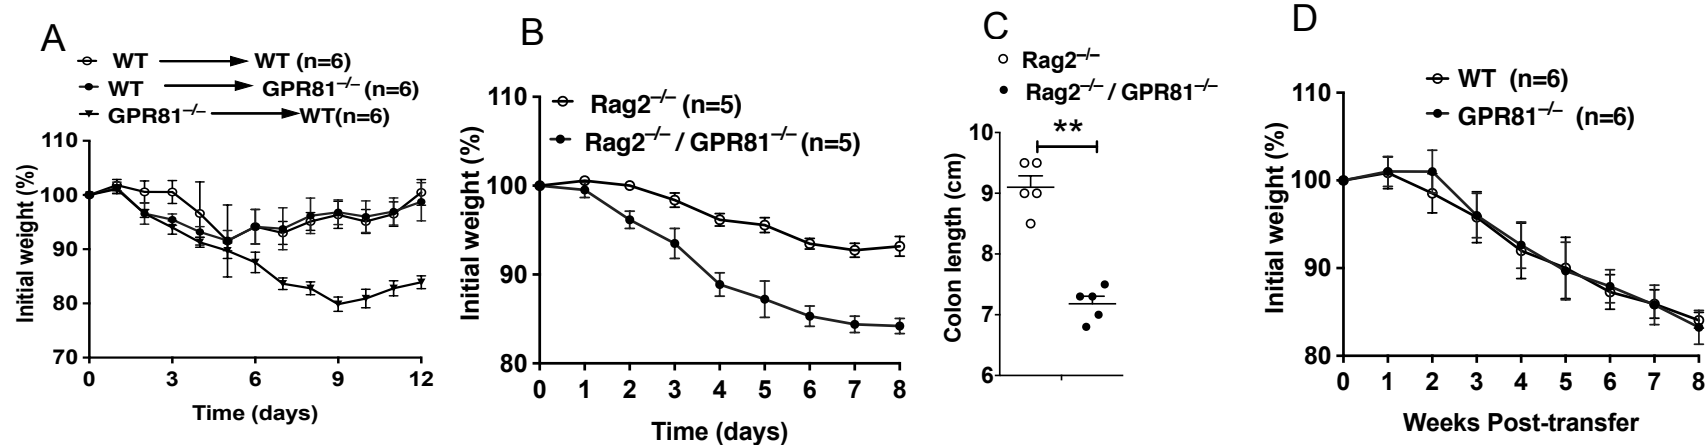 A
WT → WT (n=6)
WT → GPR81–/– (n=6)
GPR81–/– → WT(n=6)
Initial weight (%)
110
100
90
80
70
0 3 6 9 12
Time (days)
B
Rag2–/– (n=5)
Rag2–/– / GPR81–/– (n=5)
Initial weight (%)
110
100
90
80
0 1 2 3 4 5 6 7 8
Time (days)
C
Rag2–/–
Rag2–/– / GPR81–/–
**
Colon length (cm)
10
9
8
7
6
D
WT (n=6)
GPR81–/– (n=6)
Initial weight (%)
110
100
90
80
0 1 2 3 4 5 6 7 8
Weeks Post-transfer